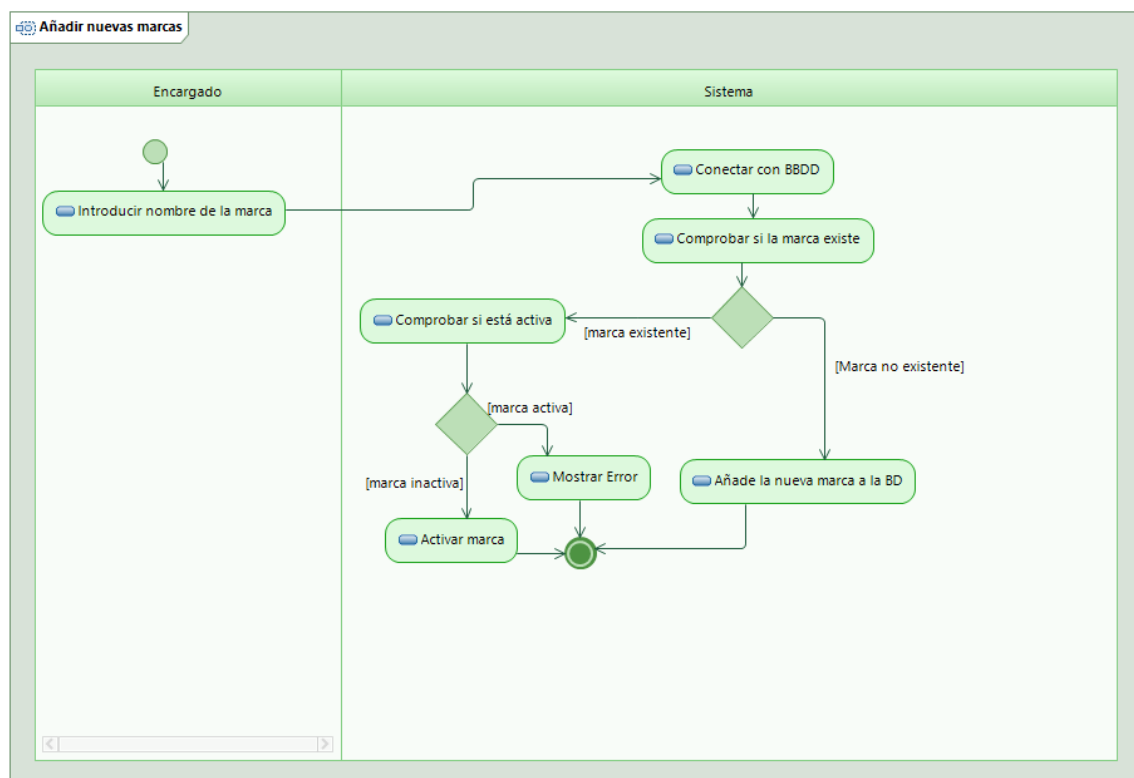 Añadir nuevas marcas
Encargado
Sistema
Conectar con BBDD
Introducir nombre de la marca
Comprobar si la marca existe
Comprobar si está activa
[marca existente]
[Marca no existente]
[marca activa]
[marca inactiva]
Mostrar Error
Añade la nueva marca a la BD
Activar marca